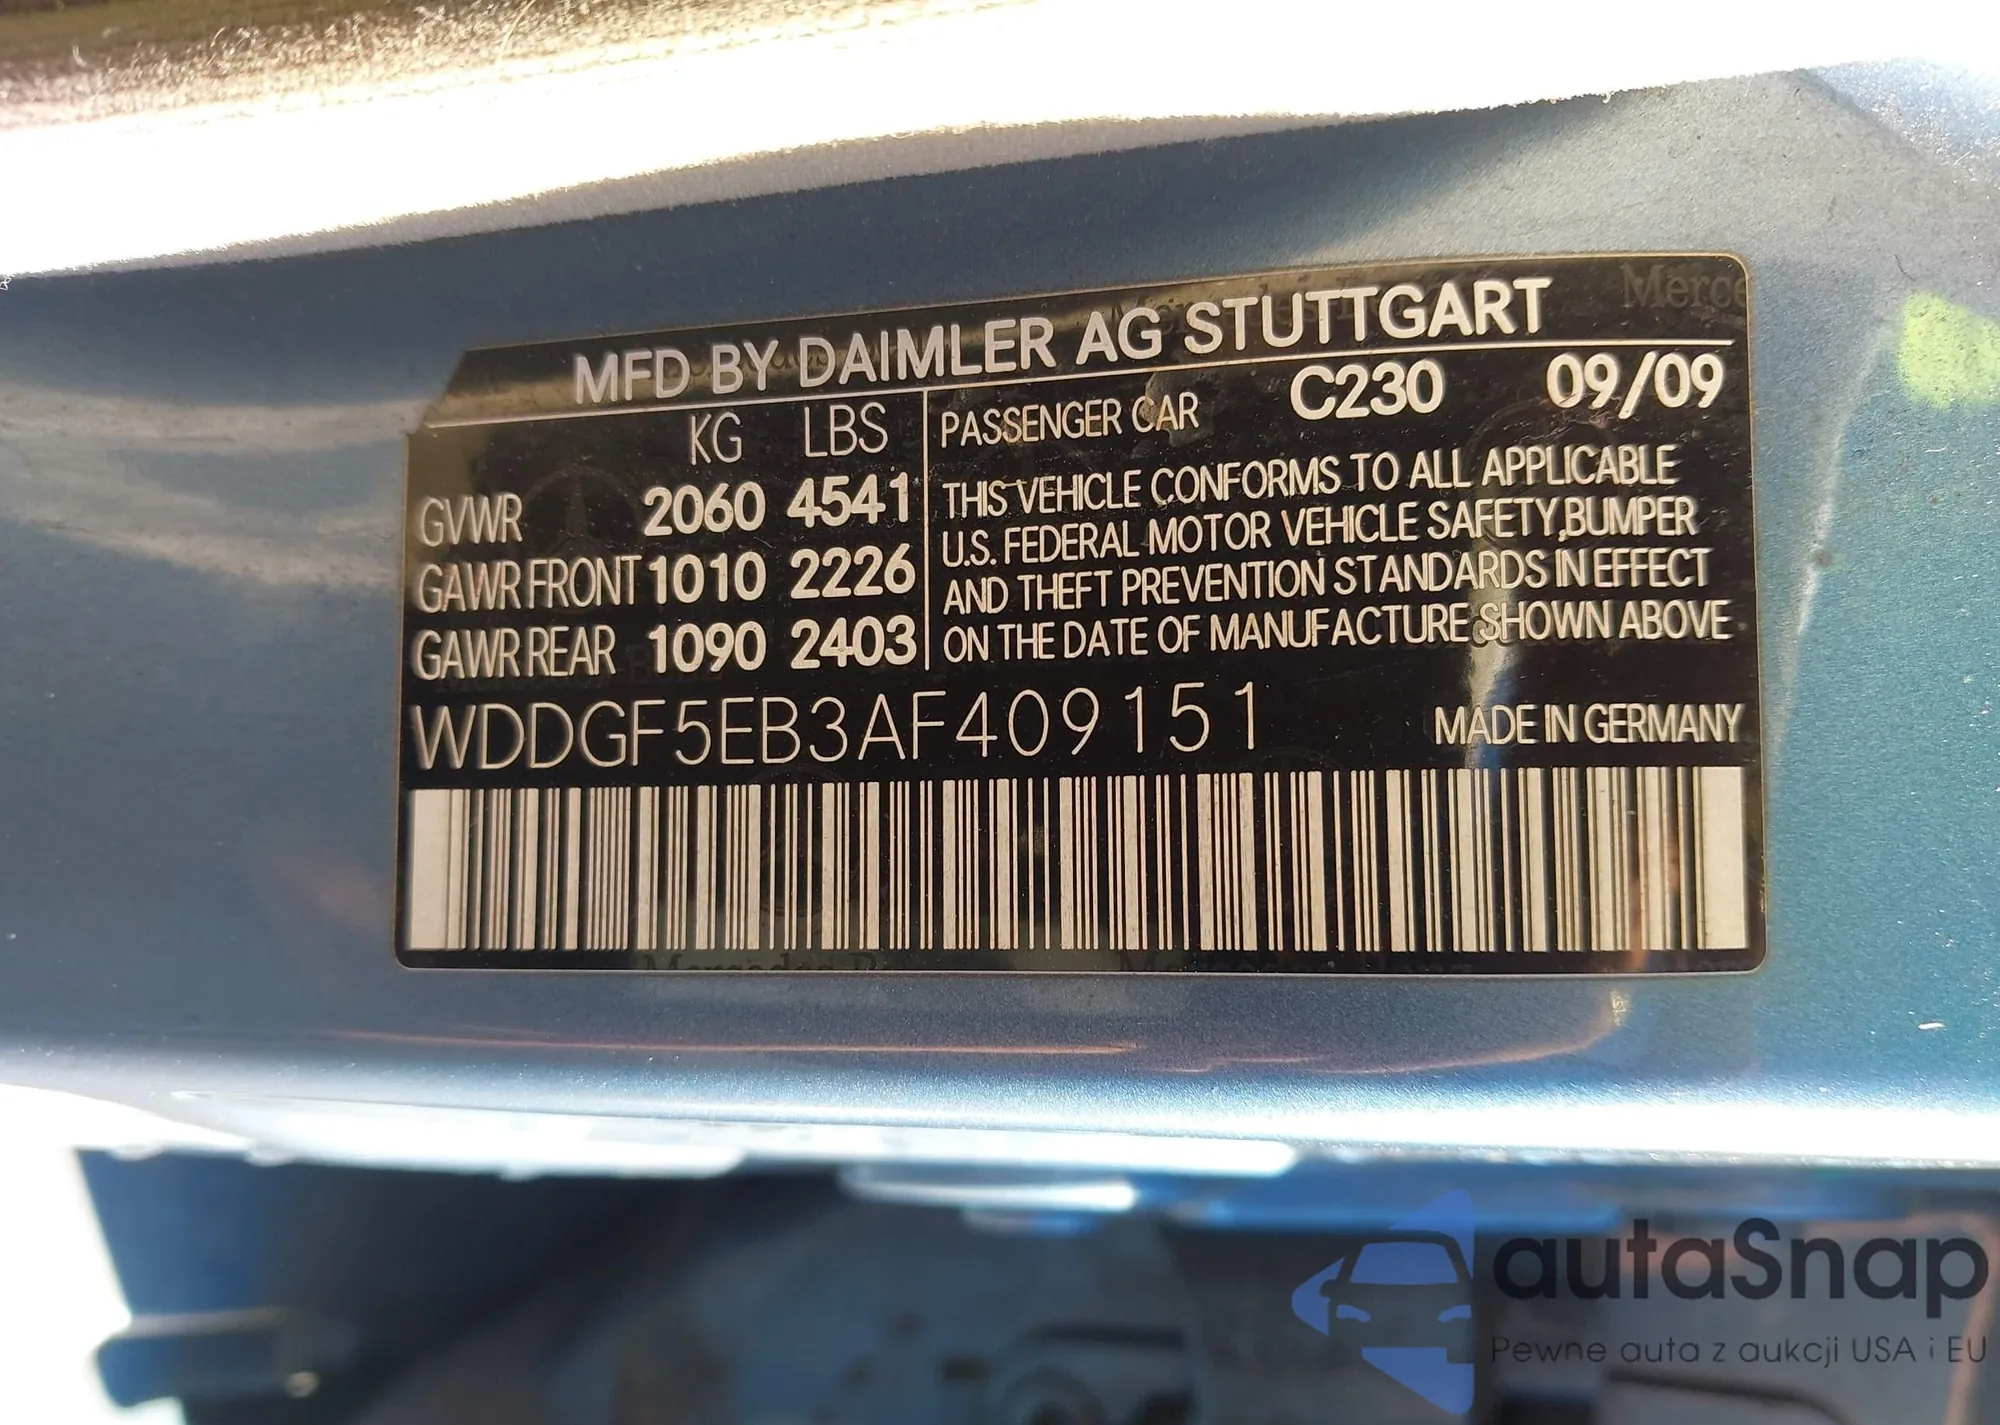 MFD BY DAIMLER AG STUTTGART
KG LBS
GVWR 2060 4541
GAWR FRONT 1010 2226
GAWR REAR 1090 2403
PASSENGER CAR C230 09/09
THIS VEHICLE CONFORMS TO ALL APPLICABLE
U.S. FEDERAL MOTOR VEHICLE SAFETY,BUMPER
AND THEFT PREVENTION STANDARDS IN EFFECT
ON THE DATE OF MANUFACTURE SHOWN ABOVE
WDDGF5EB3AF409151
MADE IN GERMANY
autaSnap
Pewne auta z aukcji USA i EU